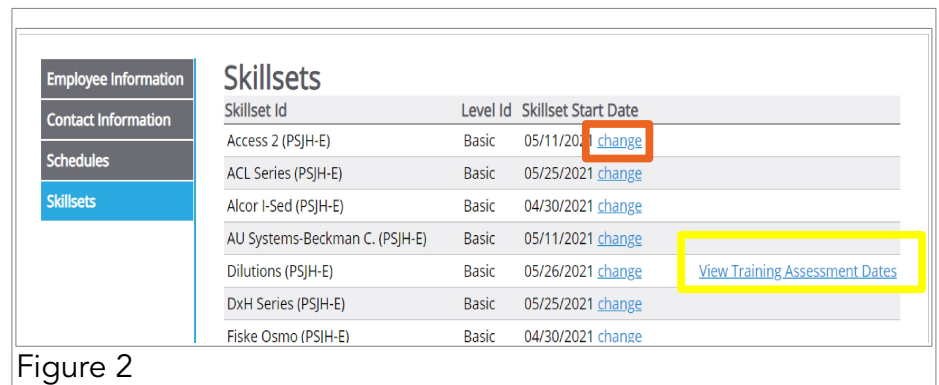 Employee Information
Contact Information
Schedules
Skillsets
Skillsets
Skillset Id Level Id Skillset Start Date
Access 2 (PSJH-E) Basic 05/11/2021 change
ACL Series (PSJH-E) Basic 05/25/2021 change
Alcor I-Sed (PSJH-E) Basic 04/30/2021 change
AU Systems-Beckman C. (PSJH-E) Basic 05/11/2021 change
Dilutions (PSJH-E) Basic 05/26/2021 change View Training Assessment Dates
DxH Series (PSJH-E) Basic 05/25/2021 change
Fiske Osmo (PSJH-E) Basic 04/30/2021 change
Figure 2